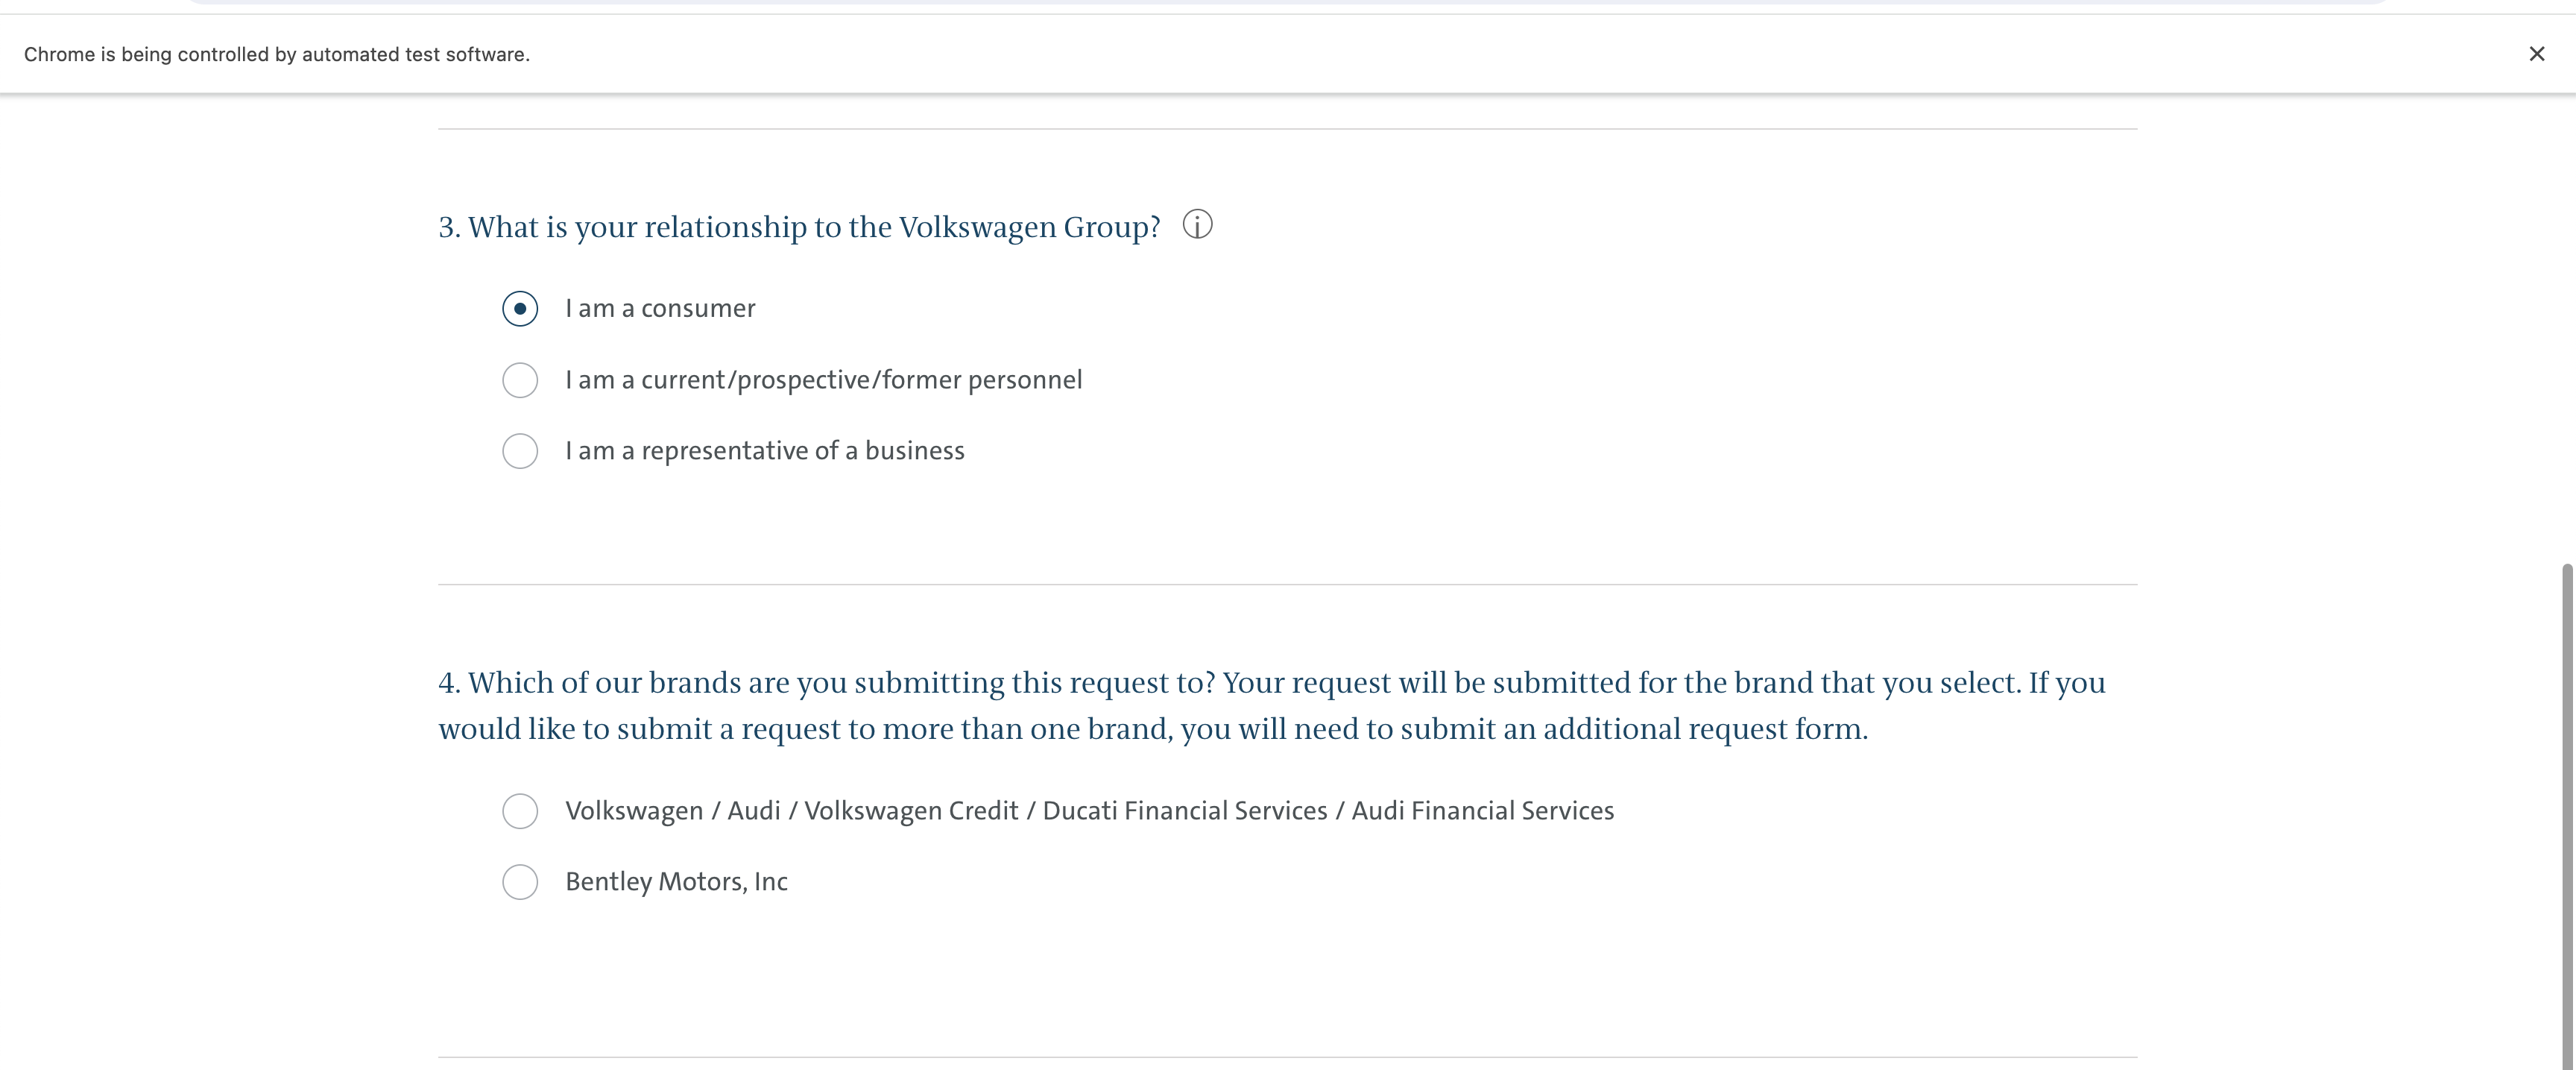 Chrome is being controlled by automated test software.
3. What is your relationship to the Volkswagen Group?
I am a consumer
I am a current/prospective/former personnel
I am a representative of a business
4. Which of our brands are you submitting this request to? Your request will be submitted for the brand that you select. If you
would like to submit a request to more than one brand, you will need to submit an additional request form.
Volkswagen / Audi / Volkswagen Credit / Ducati Financial Services / Audi Financial Services
Bentley Motors, Inc